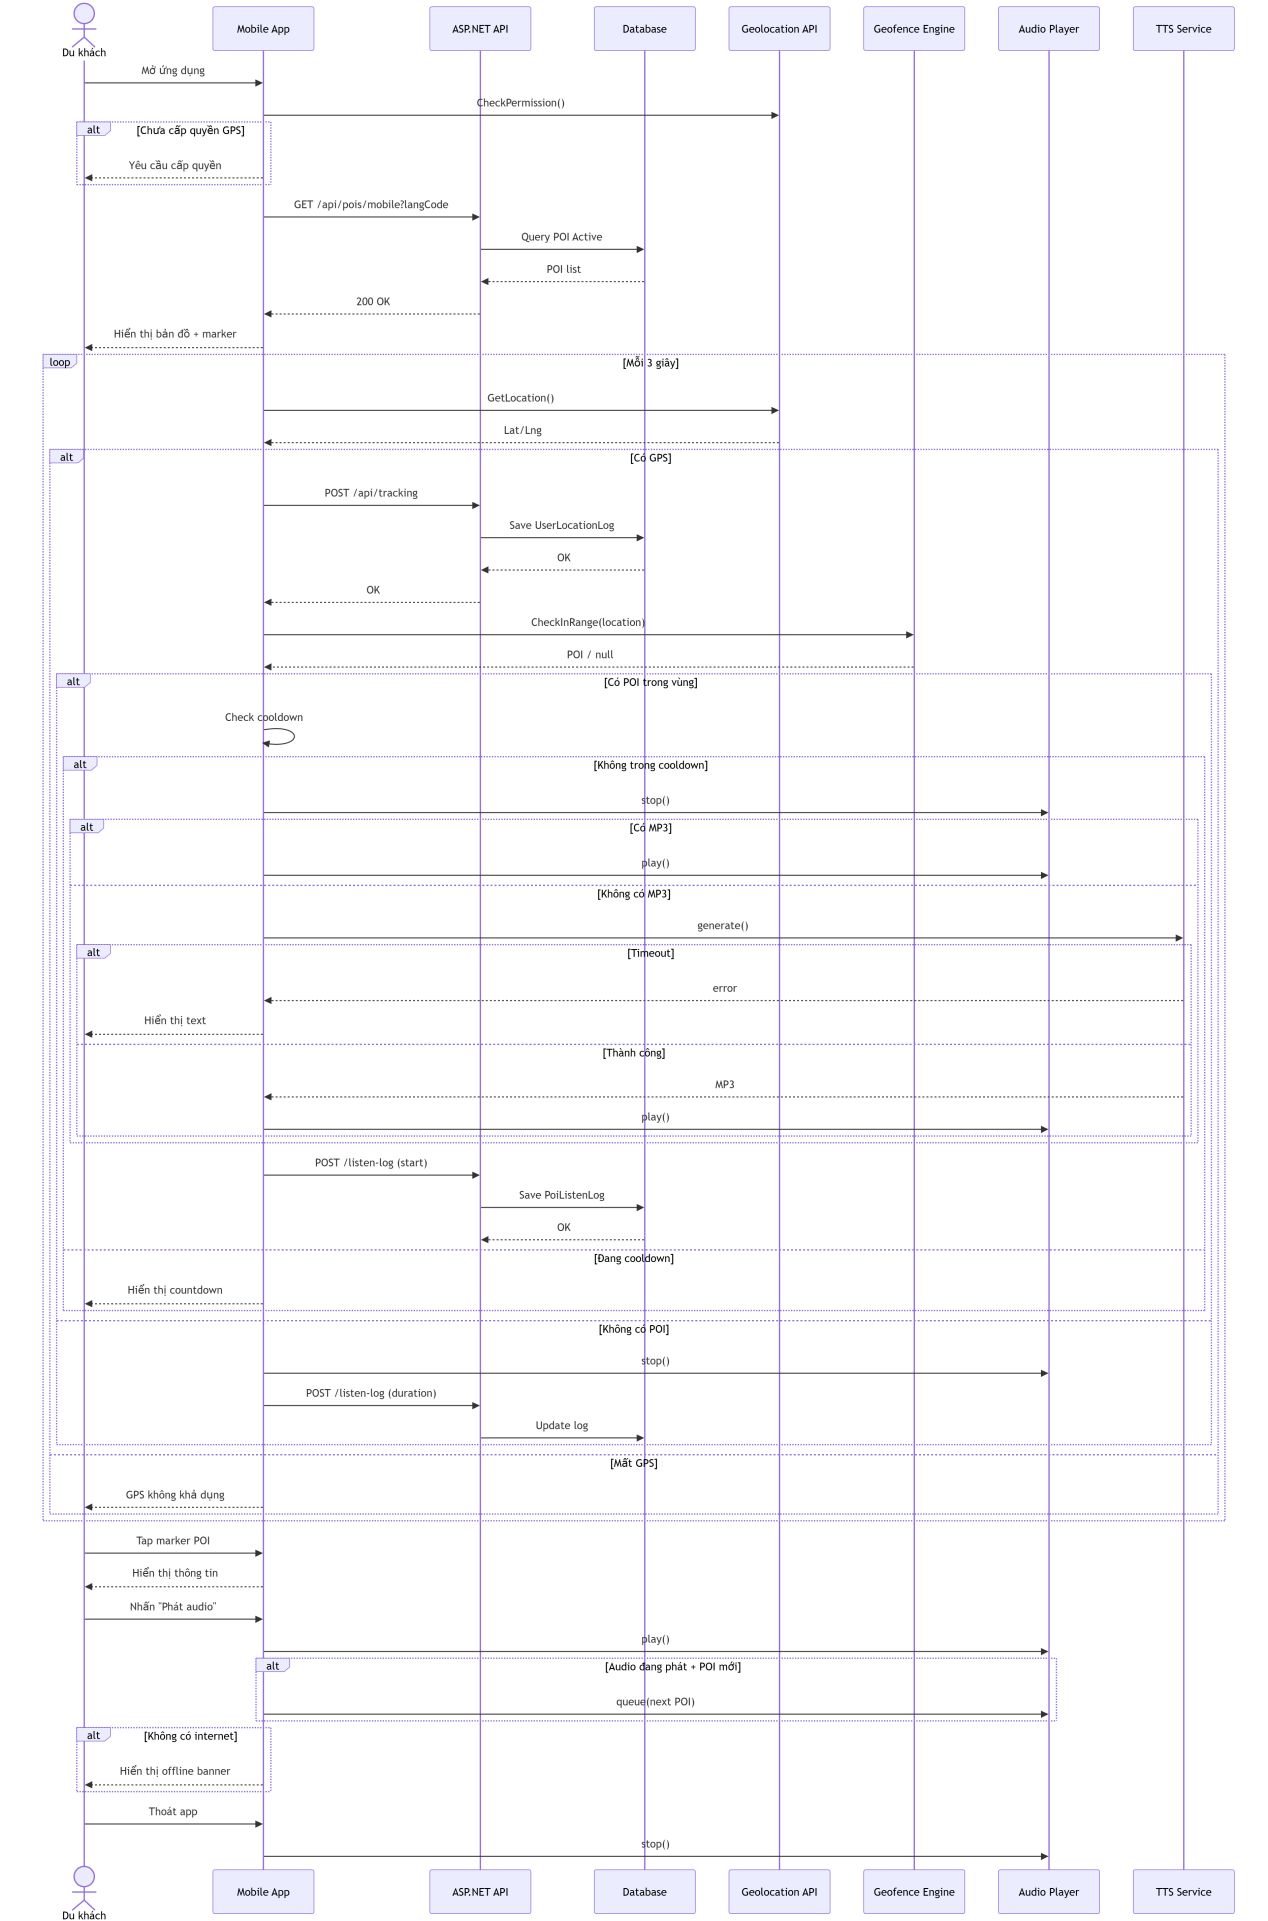 Du khách
Mobile App
ASP.NET API
Database
Geolocation API
Geofence Engine
Audio Player
TTS Service
Mở ứng dụng
CheckPermission()
alt
[Chưa cấp quyền GPS]
Yêu cầu cấp quyền
GET /api/pois/mobile?langCode
Query POI Active
POI list
200 OK
Hiển thị bản đồ + marker
loop
[Mỗi 3 giây]
GetLocation()
Lat/Lng
alt
[Có GPS]
POST /api/tracking
Save UserLocationLog
OK
OK
CheckInRange(location)
POI / null
alt
[Có POI trong vùng]
Check cooldown
alt
[Không trong cooldown]
stop()
alt
[Có MP3]
play()
[Không có MP3]
generate()
alt
[Timeout]
error
Hiển thị text
[Thành công]
MP3
play()
POST /listen-log (start)
Save PoiListenLog
OK
[Đang cooldown]
Hiển thị countdown
[Không có POI]
stop()
POST /listen-log (duration)
Update log
[Mất GPS]
GPS không khả dụng
Tap marker POI
Hiển thị thông tin
Nhấn "Phát audio"
play()
alt
[Audio đang phát + POI mới]
queue(next POI)
alt
[Không có internet]
Hiển thị offline banner
Thoát app
stop()
Du khách
Mobile App
ASP.NET API
Database
Geolocation API
Geofence Engine
Audio Player
TTS Service